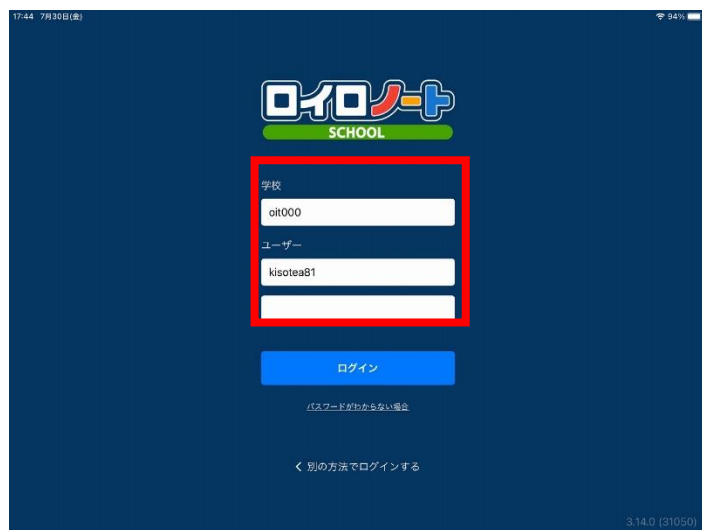 17:44 7月30日(金)
94%
ロイロノート
SCHOOL
学校
oit000
ユーザー
kisotea81
ログイン
パスワードがわからない場合
く 別の方法でログインする
3.14.0 (31050)